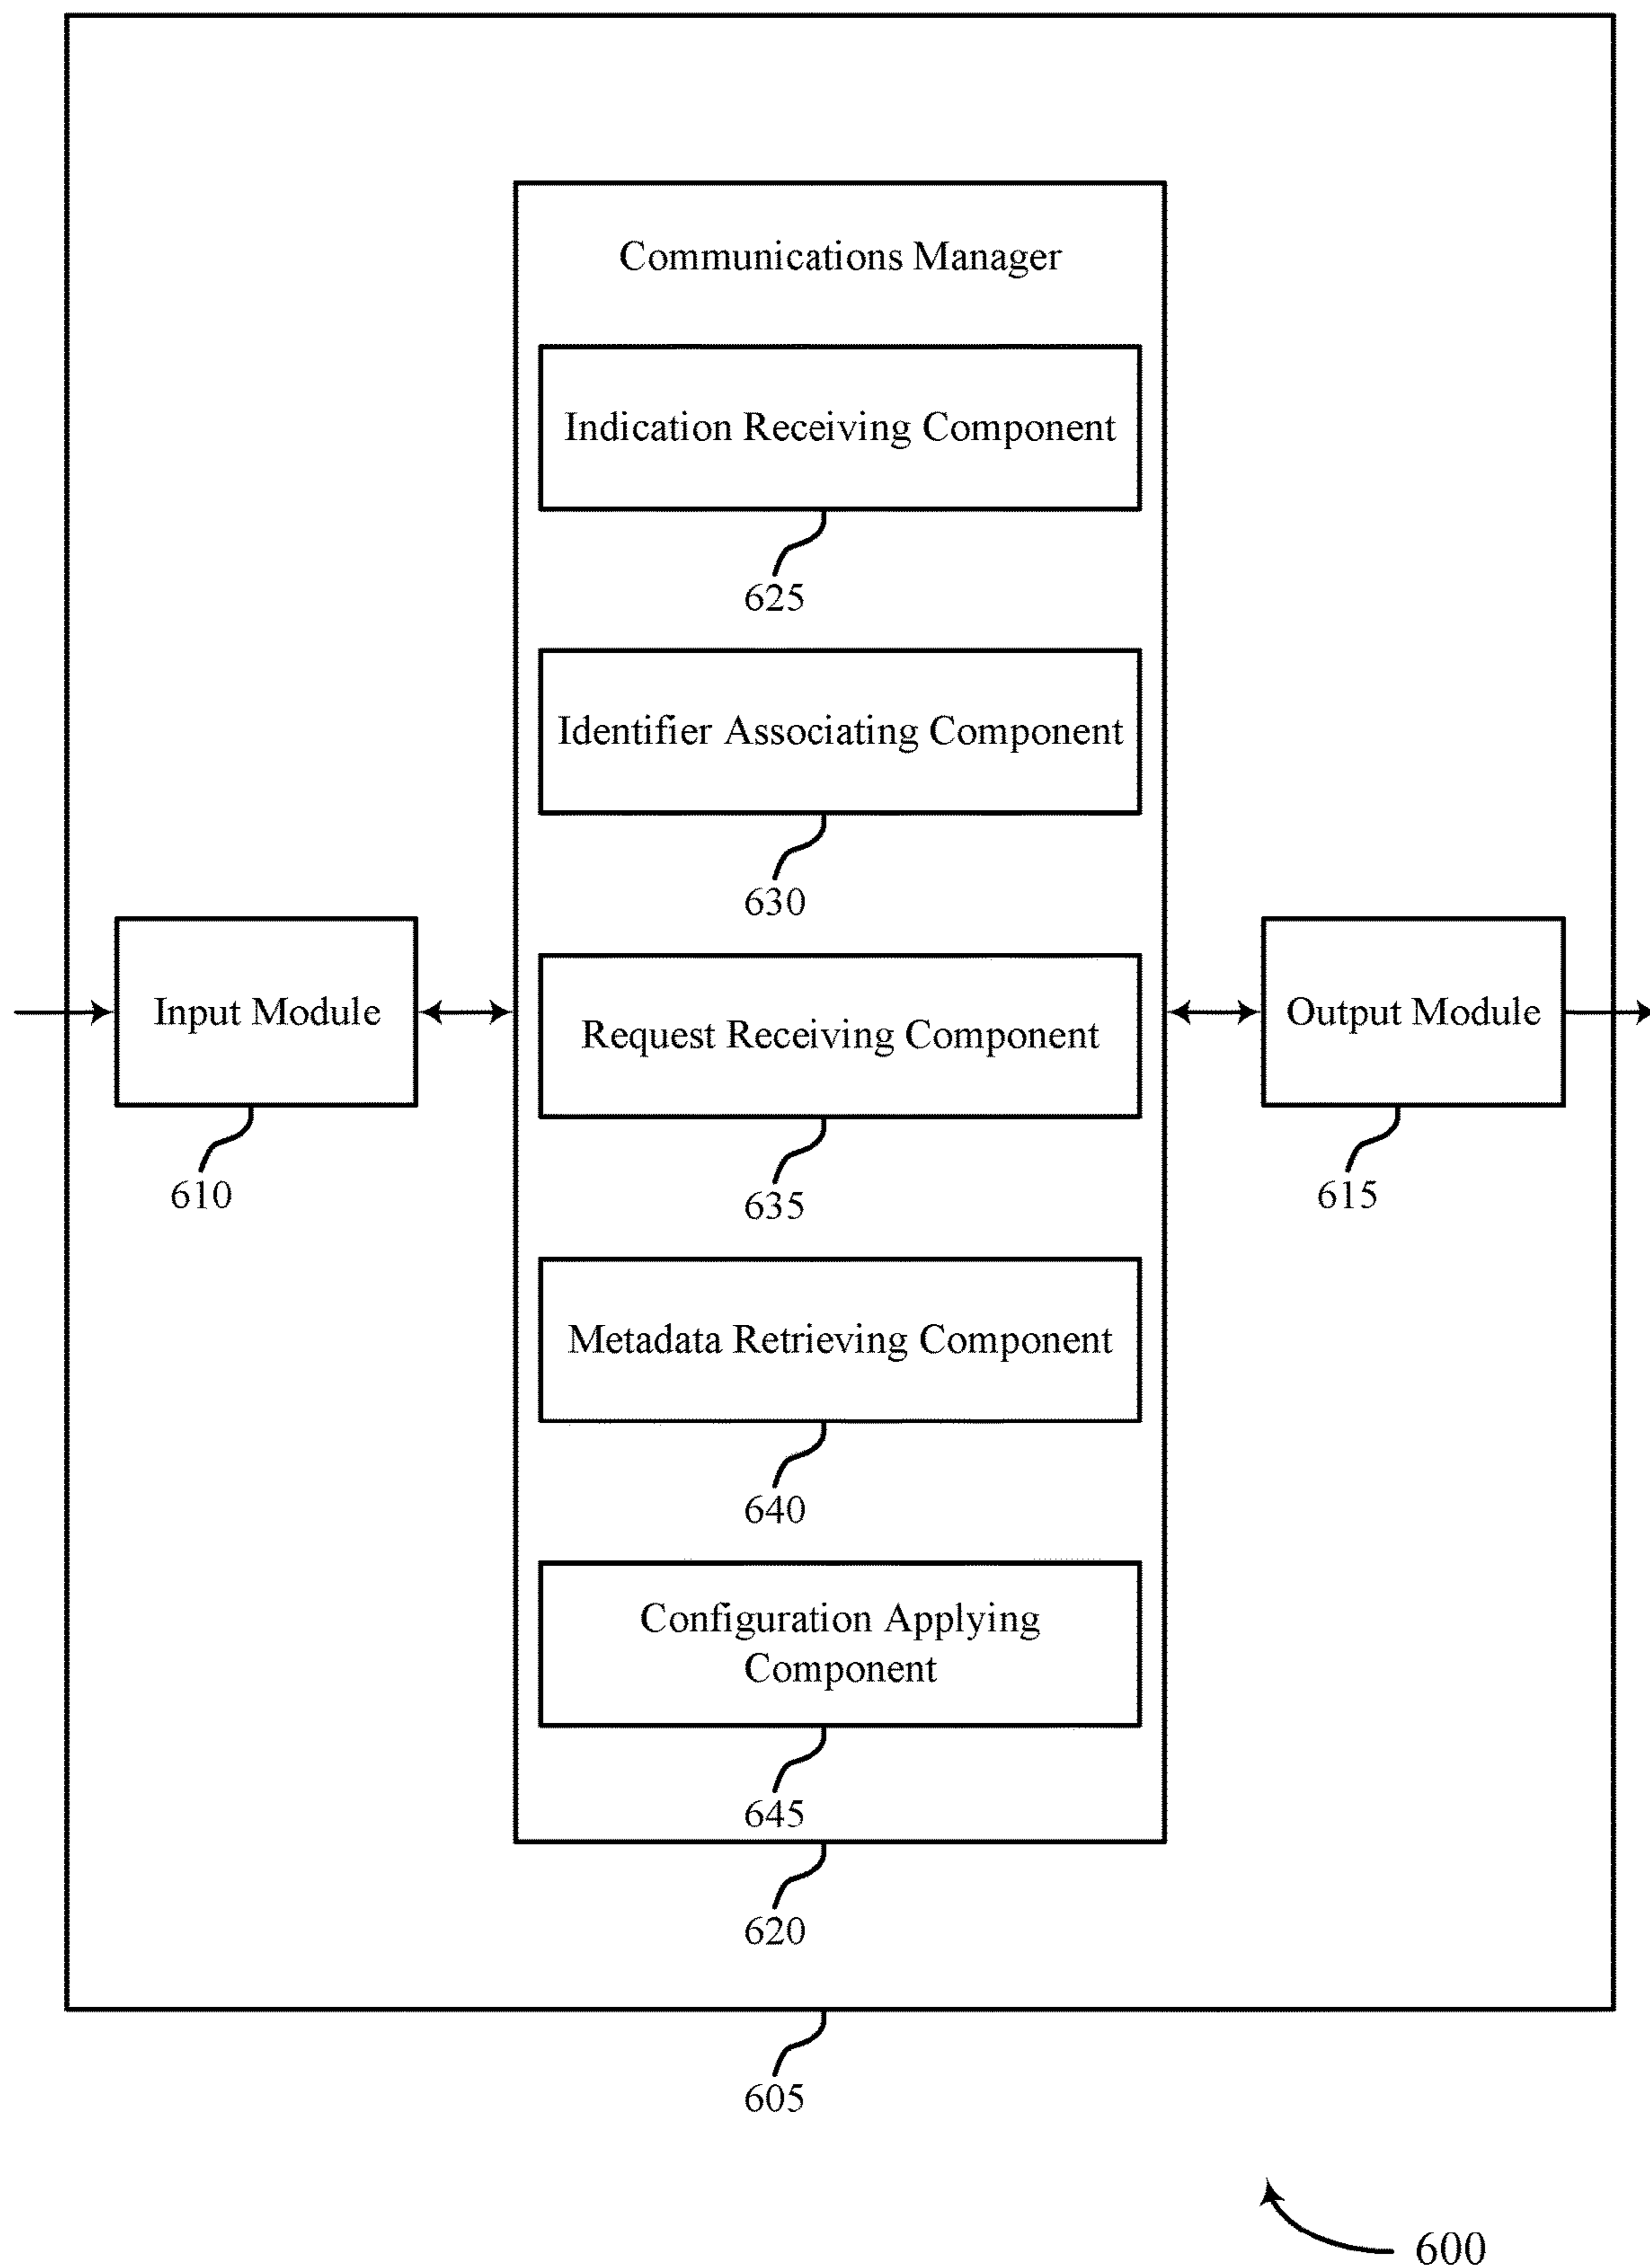 Communications Manager
Indication Receiving Component
625
Identifier Associating Component
630
Input Module
610
Request Receiving Component
635
Output Module
615
Metadata Retrieving Component
640
Configuration Applying
Component
645
620
605
600